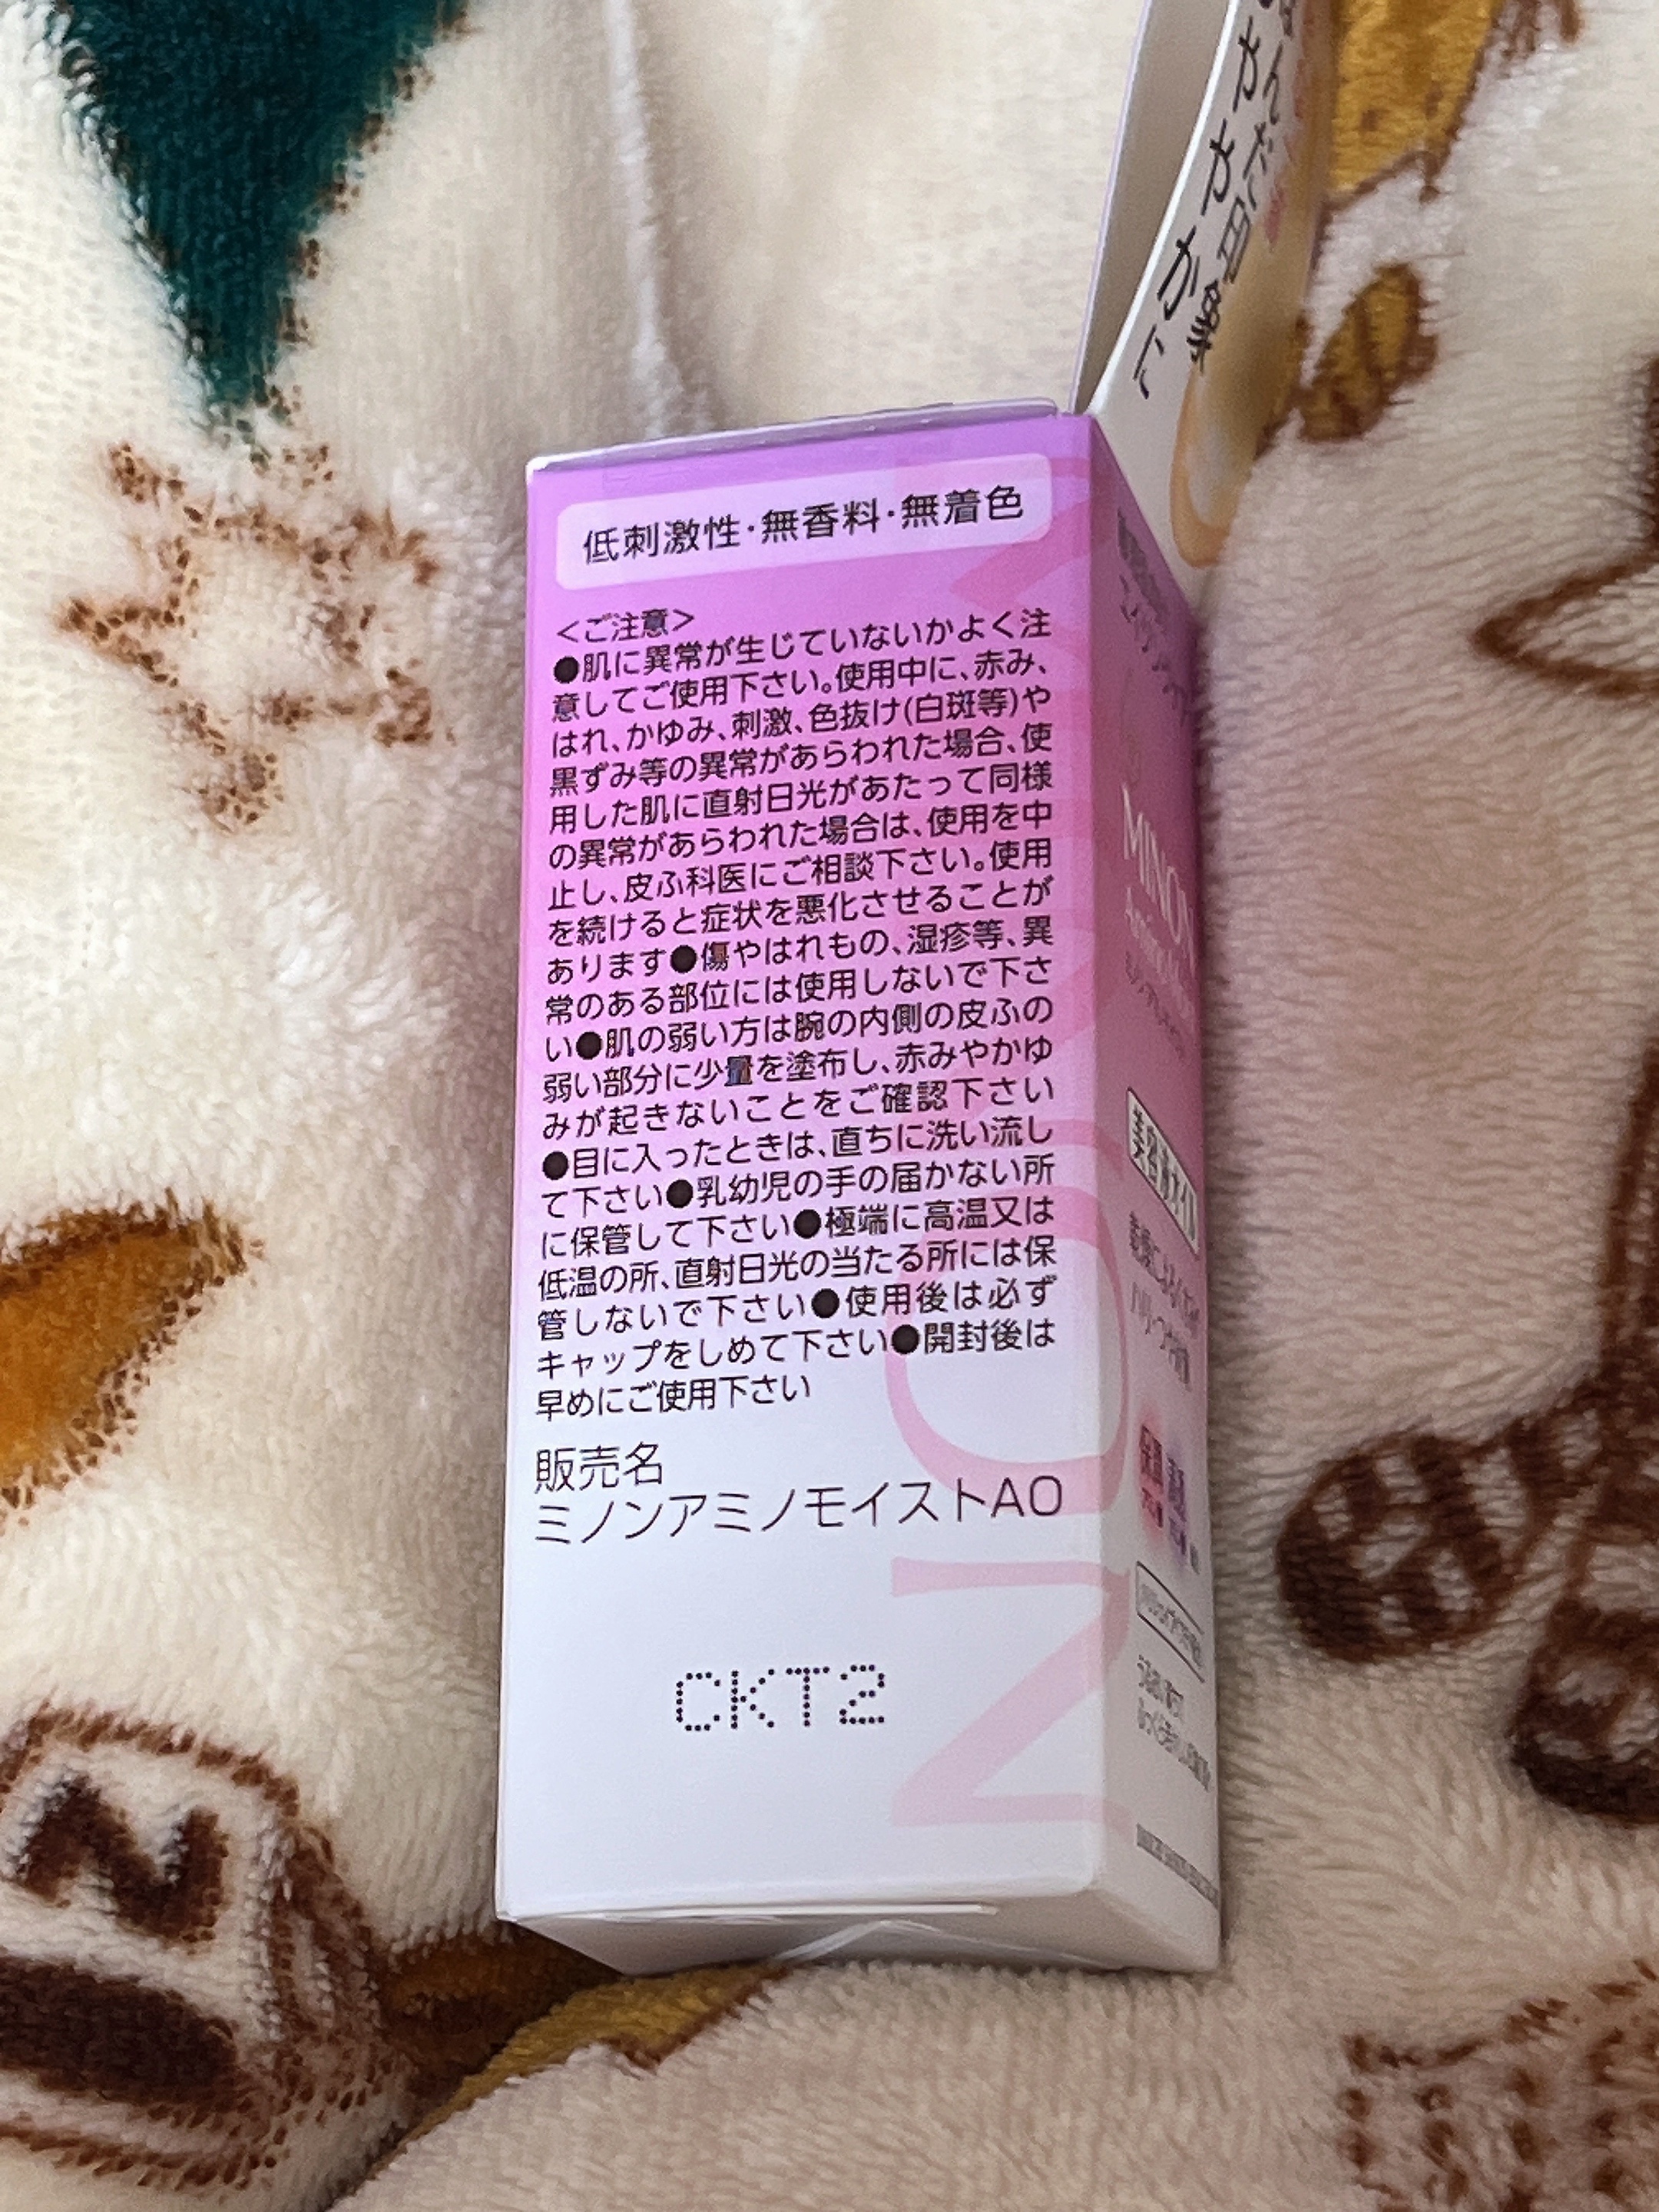 低刺激性・無香料・無着色
<ご注意>
●肌に異常が生じていないかよく注
意してご使用下さい。使用中に、赤み、
はれ、かゆみ、刺激、色抜け(白斑等)や
黒ずみ等の異常があらわれた場合、使
用した肌に直射日光があたって同様
の異常があらわれた場合は、使用を中
止し、皮ふ科医にご相談下さい。使用
を続けると症状を悪化させることが
あります●傷やはれもの、湿疹等、異
常のある部位には使用しないで下さ
い●肌の弱い方は腕の内側の皮ふの
弱い部分に少量を塗布し、赤みやかゆ
みが起きないことをご確認下さい
●目に入ったときは、直ちに洗い流し
て下さい●乳幼児の手の届かない所
に保管して下さい●極端に高温又は
低温の所、直射日光の当たる所には保
管しないで下さい●使用後は必ず
キャップをしめて下さい●開封後は
早めにご使用下さい
販売名
ミノンアミノモイストAO
CKT2
MINON
美容液オイル